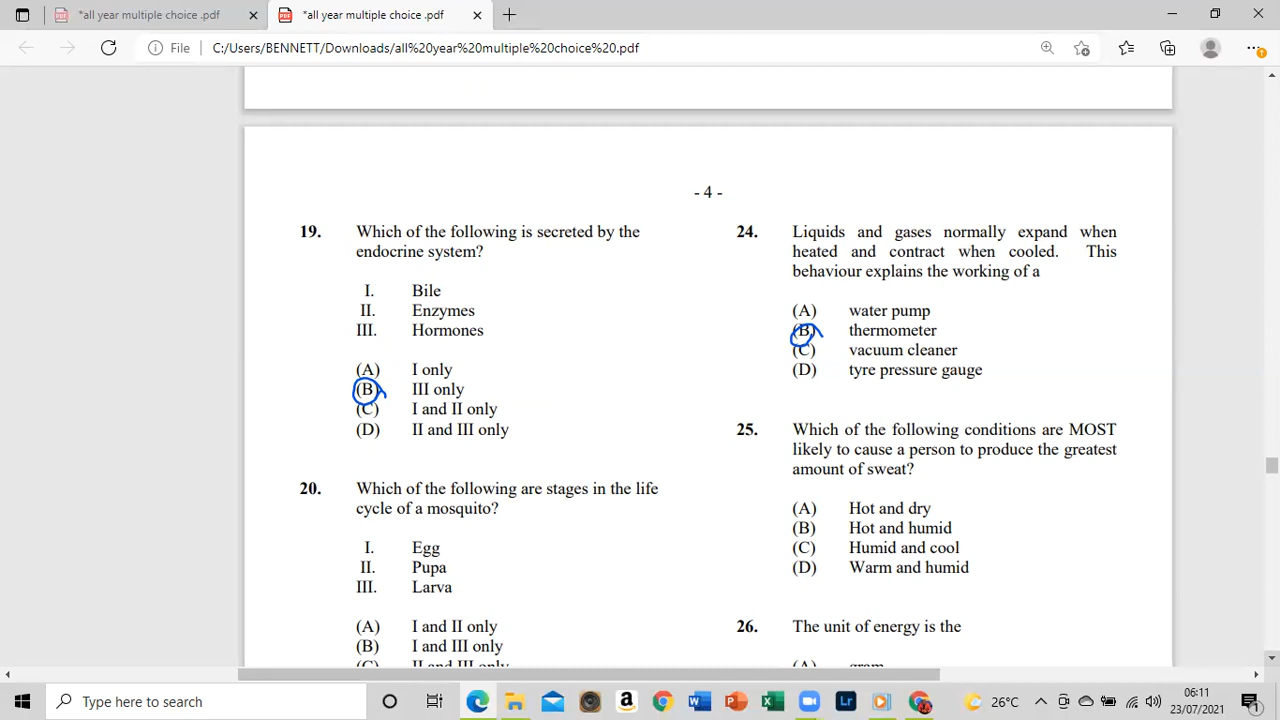 *all year multiple choice .pdf
*all year multiple choice .pdf
File
C:/Users/BENNETT/Downloads/all%20year%20multiple%20choice%20.pdf
- 4 -
19. Which of the following is secreted by the
endocrine system?
I. Bile
II. Enzymes
III. Hormones
(A) I only
(B) III only
(C) I and II only
(D) II and III only
20. Which of the following are stages in the life
cycle of a mosquito?
I. Egg
II. Pupa
III. Larva
(A) I and II only
(B) I and III only
(C) II and III only
24. Liquids and gases normally expand when
heated and contract when cooled. This
behaviour explains the working of a
(A) water pump
(B) thermometer
(C) vacuum cleaner
(D) tyre pressure gauge
25. Which of the following conditions are MOST
likely to cause a person to produce the greatest
amount of sweat?
(A) Hot and dry
(B) Hot and humid
(C) Humid and cool
(D) Warm and humid
26. The unit of energy is the
(A) gram
Type here to search
26°C
06:11
23/07/2021